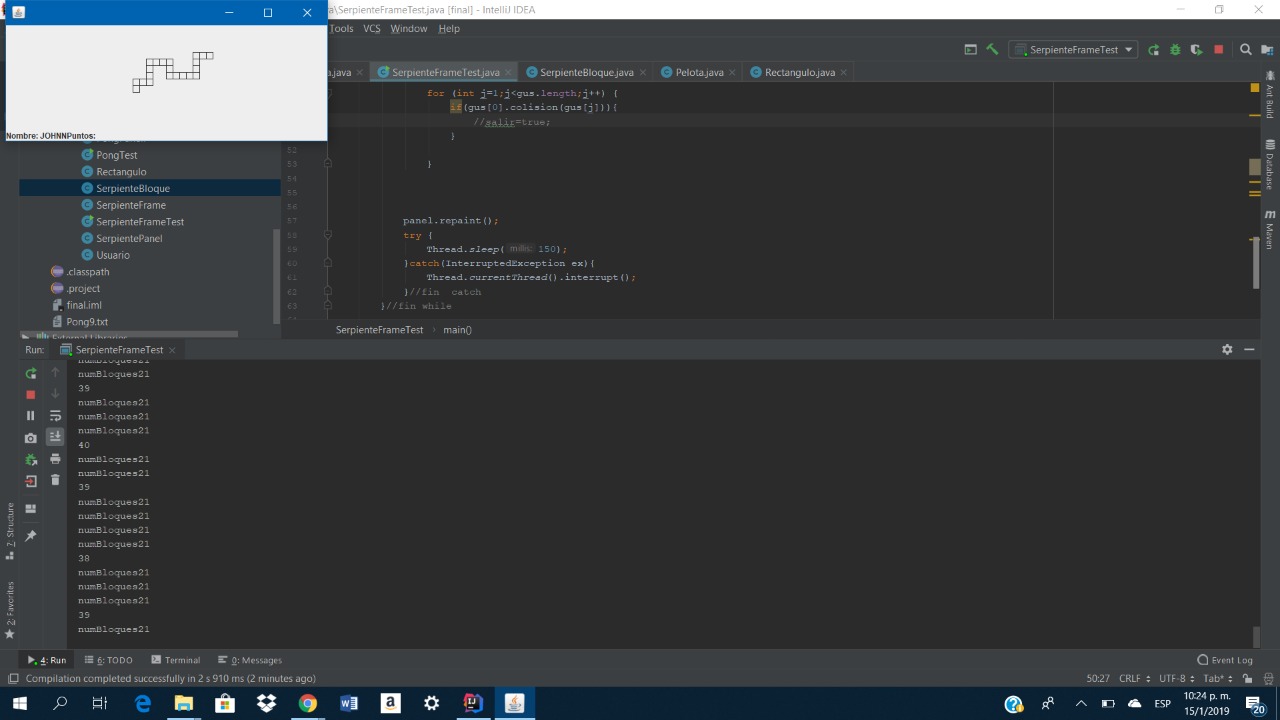 a\SerpienteFrameTest.java [final] - IntelliJ IDEA
Tools VCS Window Help
SerpienteFrameTest
a.java SerpienteFrameTest.java SerpienteBloque.java Pelota.java Rectangulo.java
Nombre: JOHNNPuntos:
for (int j=1;j<gus.length;j++) {
if(gus[0].colision(gus[j])){
//salir=true;
}
52
53 }
54
55
56
57 panel.repaint();
58 try {
59 Thread.sleep( millis: 150);
60 }catch(InterruptedException ex){
61 Thread.currentThread().interrupt();
62 }//fin catch
63 }//fin while
PongTest
Rectangulo
SerpienteBloque
SerpienteFrame
SerpienteFrameTest
SerpientePanel
Usuario
.classpath
.project
final.iml
Pong9.txt
External Libraries
SerpienteFrameTest main()
Ant Build
Database
m Maven
Run: SerpienteFrameTest
numBloques21
numBloques21
39
numBloques21
numBloques21
numBloques21
40
numBloques21
numBloques21
39
numBloques21
numBloques21
numBloques21
numBloques21
38
numBloques21
numBloques21
numBloques21
39
numBloques21
7: Structure
2: Favorites
4: Run 6: TODO Terminal 0: Messages Event Log
Compilation completed successfully in 2 s 910 ms (2 minutes ago) 50:27 CRLF UTF-8 Tab*
ESP 10:24 p. m.
15/1/2019 20